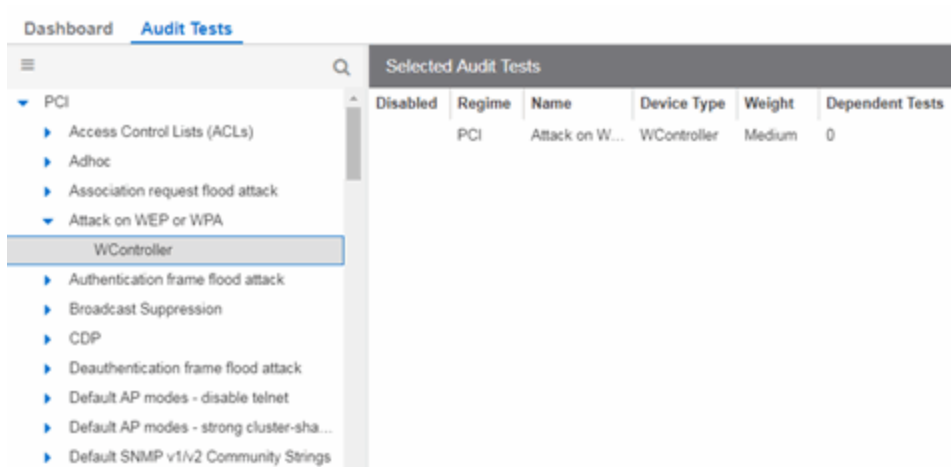 Dashboard Audit Tests
Selected Audit Tests
PCI
Access Control Lists (ACLs)
Adhoc
Association request flood attack
Attack on WEP or WPA
WController
Authentication frame flood attack
Broadcast Suppression
CDP
Deauthentication frame flood attack
Default AP modes - disable telnet
Default AP modes - strong cluster-sha...
Default SNMP v1/v2 Community Strings
Disabled Regime Name Device Type Weight Dependent Tests
PCI Attack on W... WController Medium 0